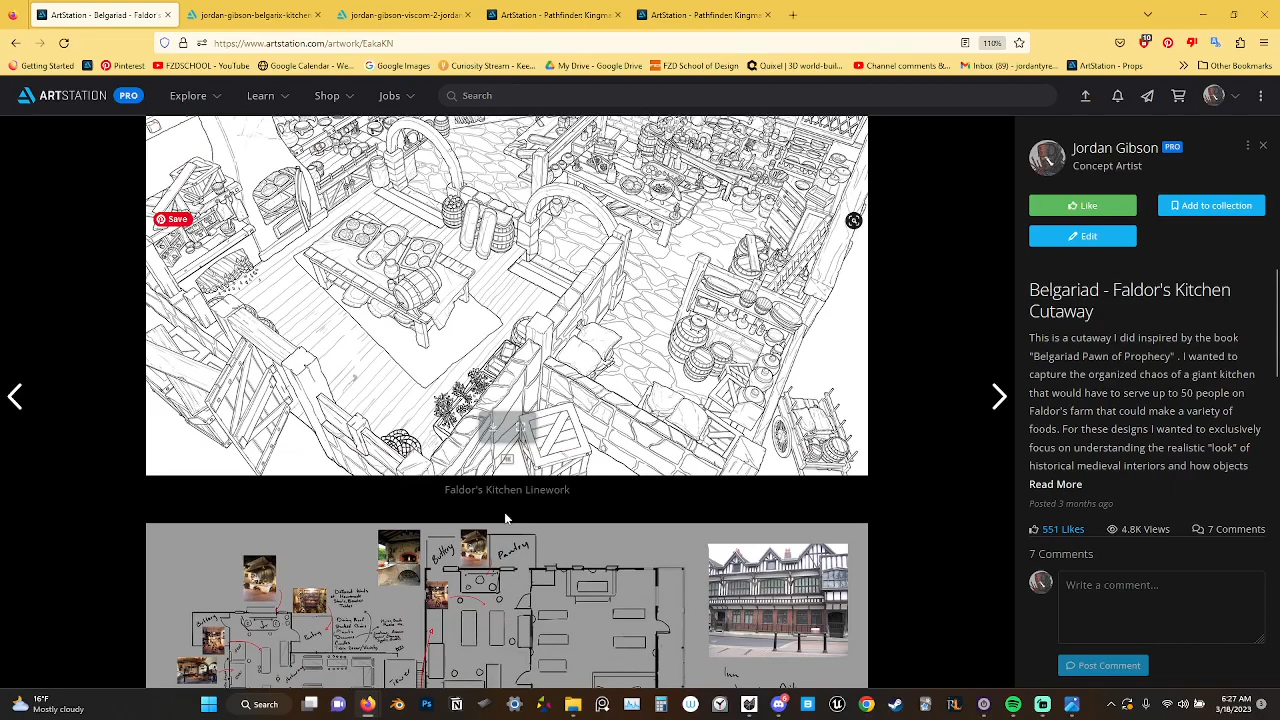 ArtStation - Belgariad - Faldor's
jordan-gibson-belgarix-kitchen
jordan-gibson-viscom-2-jordan
ArtStation - Pathfinder: Kingma
ArtStation - Pathfinder: Kingma
https://www.artstation.com/artwork/EakaKN
110%
10
Getting Started
Pinterest
FZDSCHOOL - YouTube
Google Calendar - We...
Google Images
Curiosity Stream - Kee...
My Drive - Google Drive
FZD School of Design
Quixel | 3D world-buil...
Channel comments &...
Inbox (89) - jordantyre...
ArtStation - Props
Other Bookmarks
ARTSTATION
PRO
Explore
Learn
Shop
Jobs
Search
Save
Faldor's Kitchen Linework
Buttery
Pantry
Jordan Gibson PRO
Concept Artist
Like
Add to collection
Edit
Belgariad - Faldor's Kitchen
Cutaway
This is a cutaway I did inspired by the book
"Belgariad Pawn of Prophecy" . I wanted to
capture the organized chaos of a giant kitchen
that would have to serve up to 50 people on
Faldor's farm that could make a variety of
foods. For these designs I wanted to exclusively
focus on understanding the realistic "look" of
historical medieval interiors and how objects
Read More
Posted 3 months ago
551 Likes
4.8K Views
7 Comments
7 Comments
Write a comment...
Post Comment
16°F
Mostly cloudy
Search
5:27 AM
3/18/2023